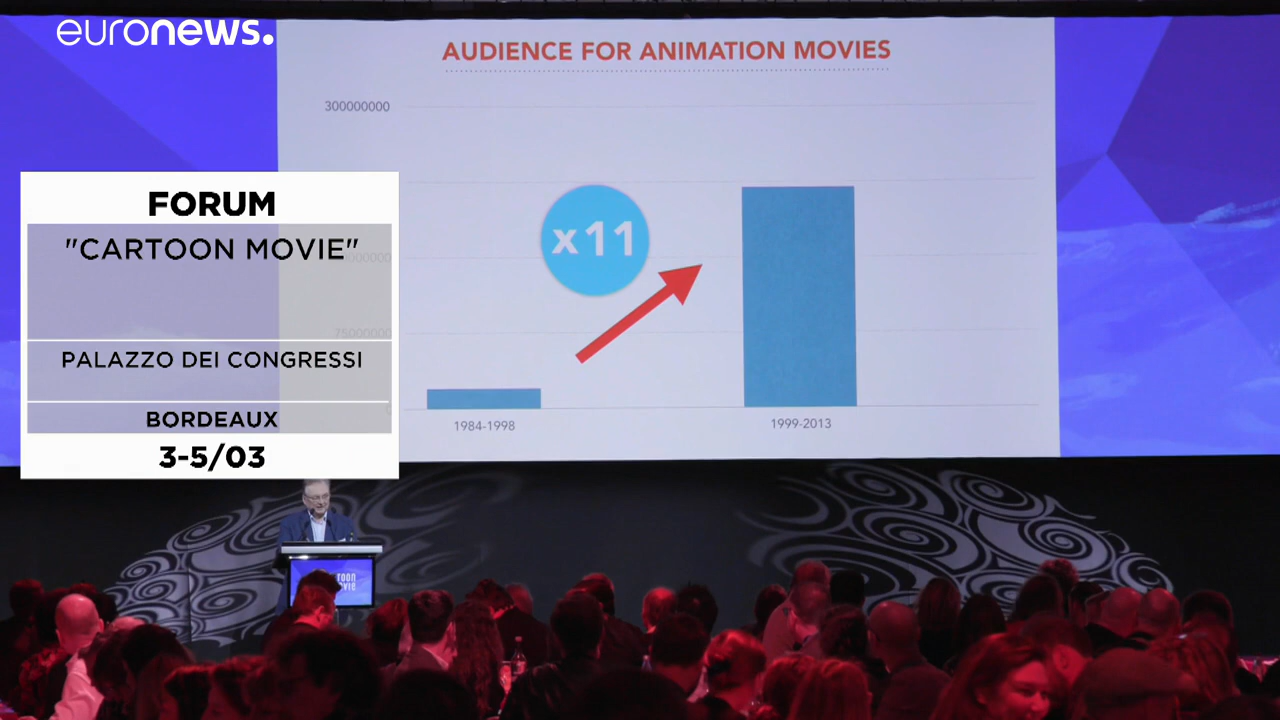 euronews.
AUDIENCE FOR ANIMATION MOVIES
300000000
FORUM
"CARTOON MOVIE"
75000000
PALAZZO DEI CONGRESSI
BORDEAUX
3-5/03
x11
1984-1998
1999-2013